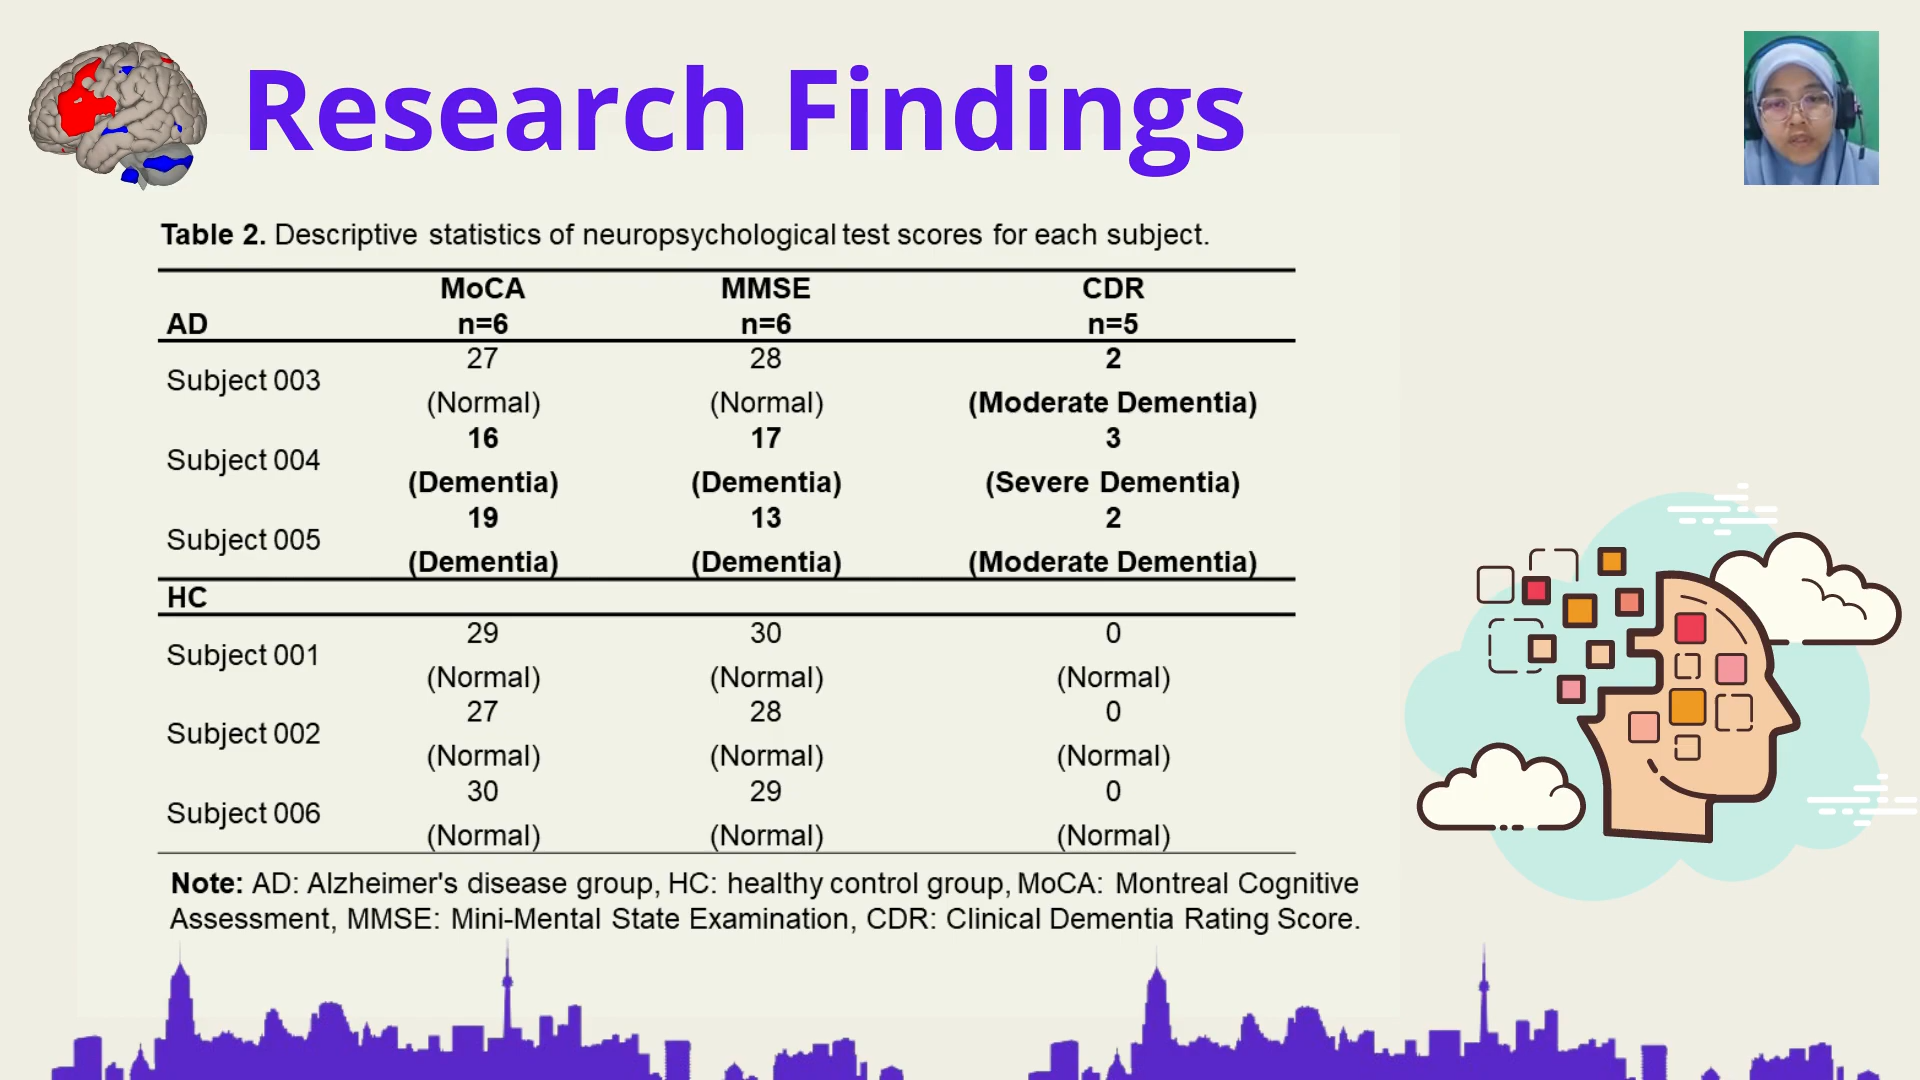 Research Findings
Table 2. Descriptive statistics of neuropsychological test scores for each subject.
MoCA MMSE CDR
AD n=6 n=6 n=5
27 28 2
Subject 003
(Normal) (Normal) (Moderate Dementia)
16 17 3
Subject 004
(Dementia) (Dementia) (Severe Dementia)
19 13 2
Subject 005
(Dementia) (Dementia) (Moderate Dementia)
HC
29 30 0
Subject 001
(Normal) (Normal) (Normal)
27 28 0
Subject 002
(Normal) (Normal) (Normal)
30 29 0
Subject 006
(Normal) (Normal) (Normal)
Note: AD: Alzheimer's disease group, HC: healthy control group, MoCA: Montreal Cognitive
Assessment, MMSE: Mini-Mental State Examination, CDR: Clinical Dementia Rating Score.